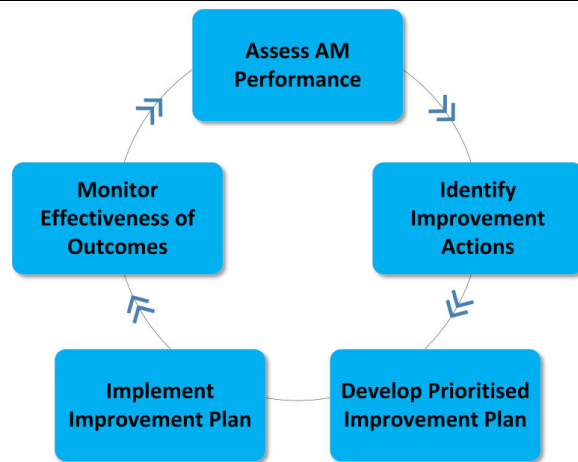 Assess AM
Performance
Identify
Improvement
Actions
Develop Prioritised
Improvement Plan
Implement
Improvement Plan
Monitor
Effectiveness of
Outcomes